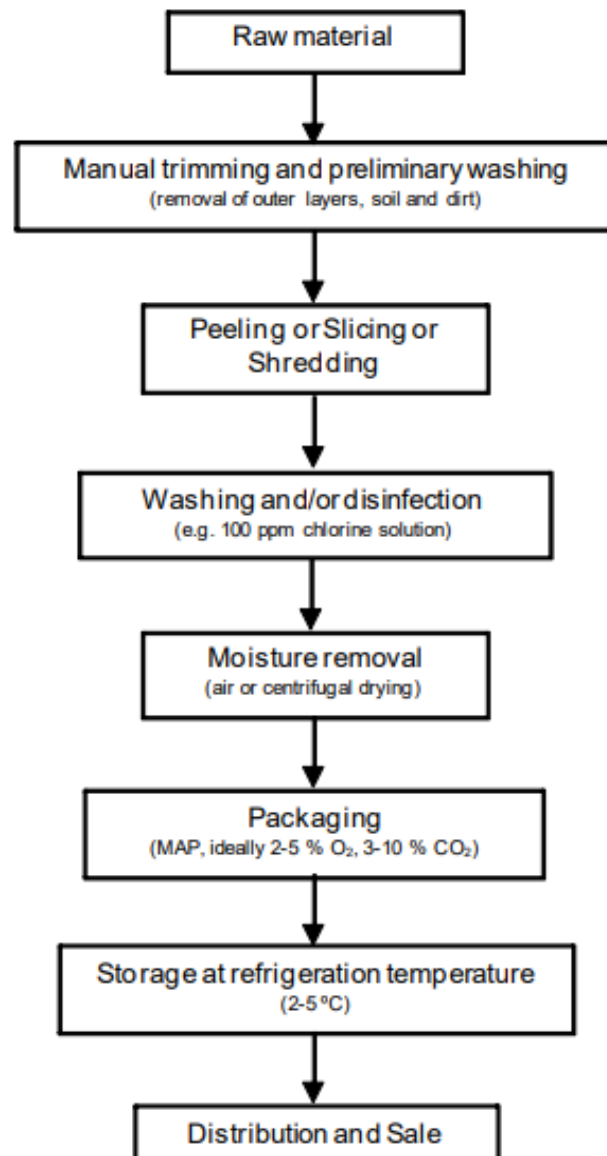 Raw material
Manual trimming and preliminary washing
(removal of outer layers, soil and dirt)
Peeling or Slicing or
Shredding
Washing and/or disinfection
(e.g. 100 ppm chlorine solution)
Moisture removal
(air or centrifugal drying)
Packaging
(MAP, ideally 2-5 % O₂, 3-10 % CO₂)
Storage at refrigeration temperature
(2-5 ºC)
Distribution and Sale